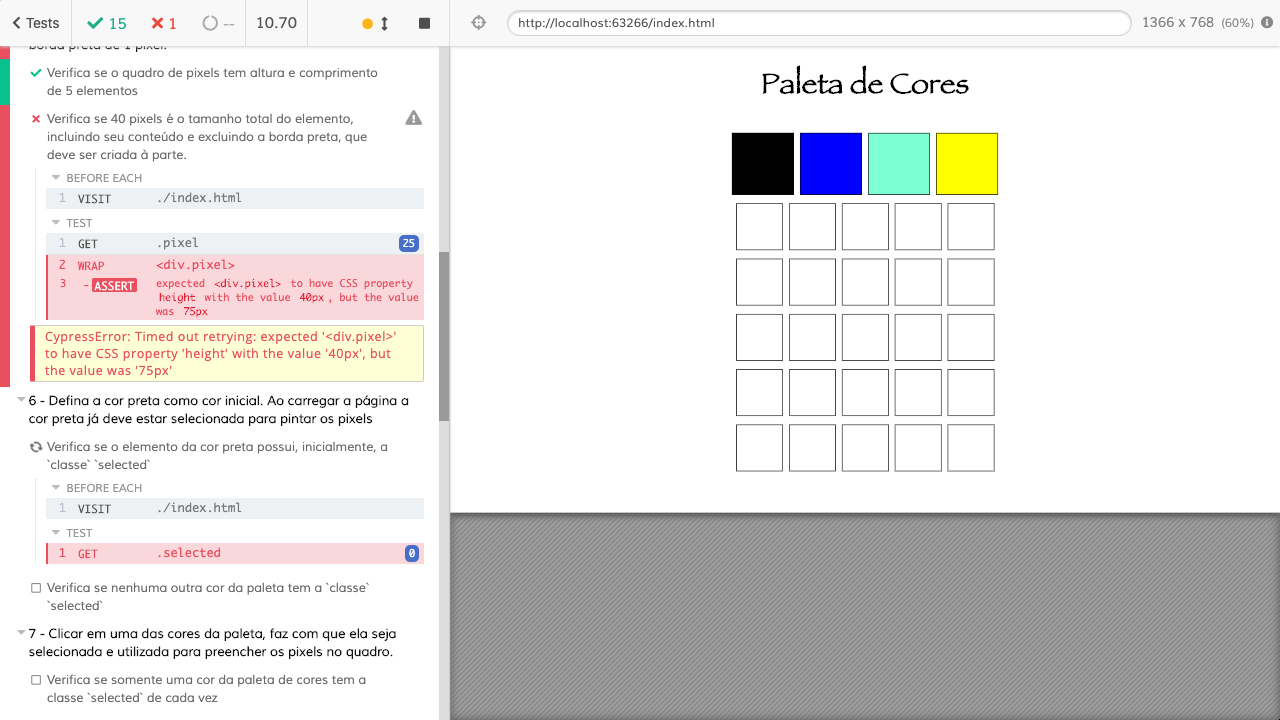 Tests
15
1
--
10.70
http://localhost:63266/index.html
1366 x 768 (60%)
borda preta de 1 pixel.
Verifica se o quadro de pixels tem altura e comprimento
de 5 elementos
Verifica se 40 pixels é o tamanho total do elemento,
incluindo seu conteúdo e excluindo a borda preta, que
deve ser criada à parte.
BEFORE EACH
1 VISIT ./index.html
TEST
1 GET .pixel 25
2 WRAP <div.pixel>
3 - ASSERT expected <div.pixel> to have CSS property
height with the value 40px, but the value
was 75px
CypressError: Timed out retrying: expected '<div.pixel>'
to have CSS property 'height' with the value '40px', but
the value was '75px'
6 - Defina a cor preta como cor inicial. Ao carregar a página a
cor preta já deve estar selecionada para pintar os pixels
Verifica se o elemento da cor preta possui, inicialmente, a
`classe` `selected`
BEFORE EACH
1 VISIT ./index.html
TEST
1 GET .selected 0
Verifica se nenhuma outra cor da paleta tem a `classe`
`selected`
7 - Clicar em uma das cores da paleta, faz com que ela seja
selecionada e utilizada para preencher os pixels no quadro.
Verifica se somente uma cor da paleta de cores tem a
classe `selected` de cada vez
Paleta de Cores